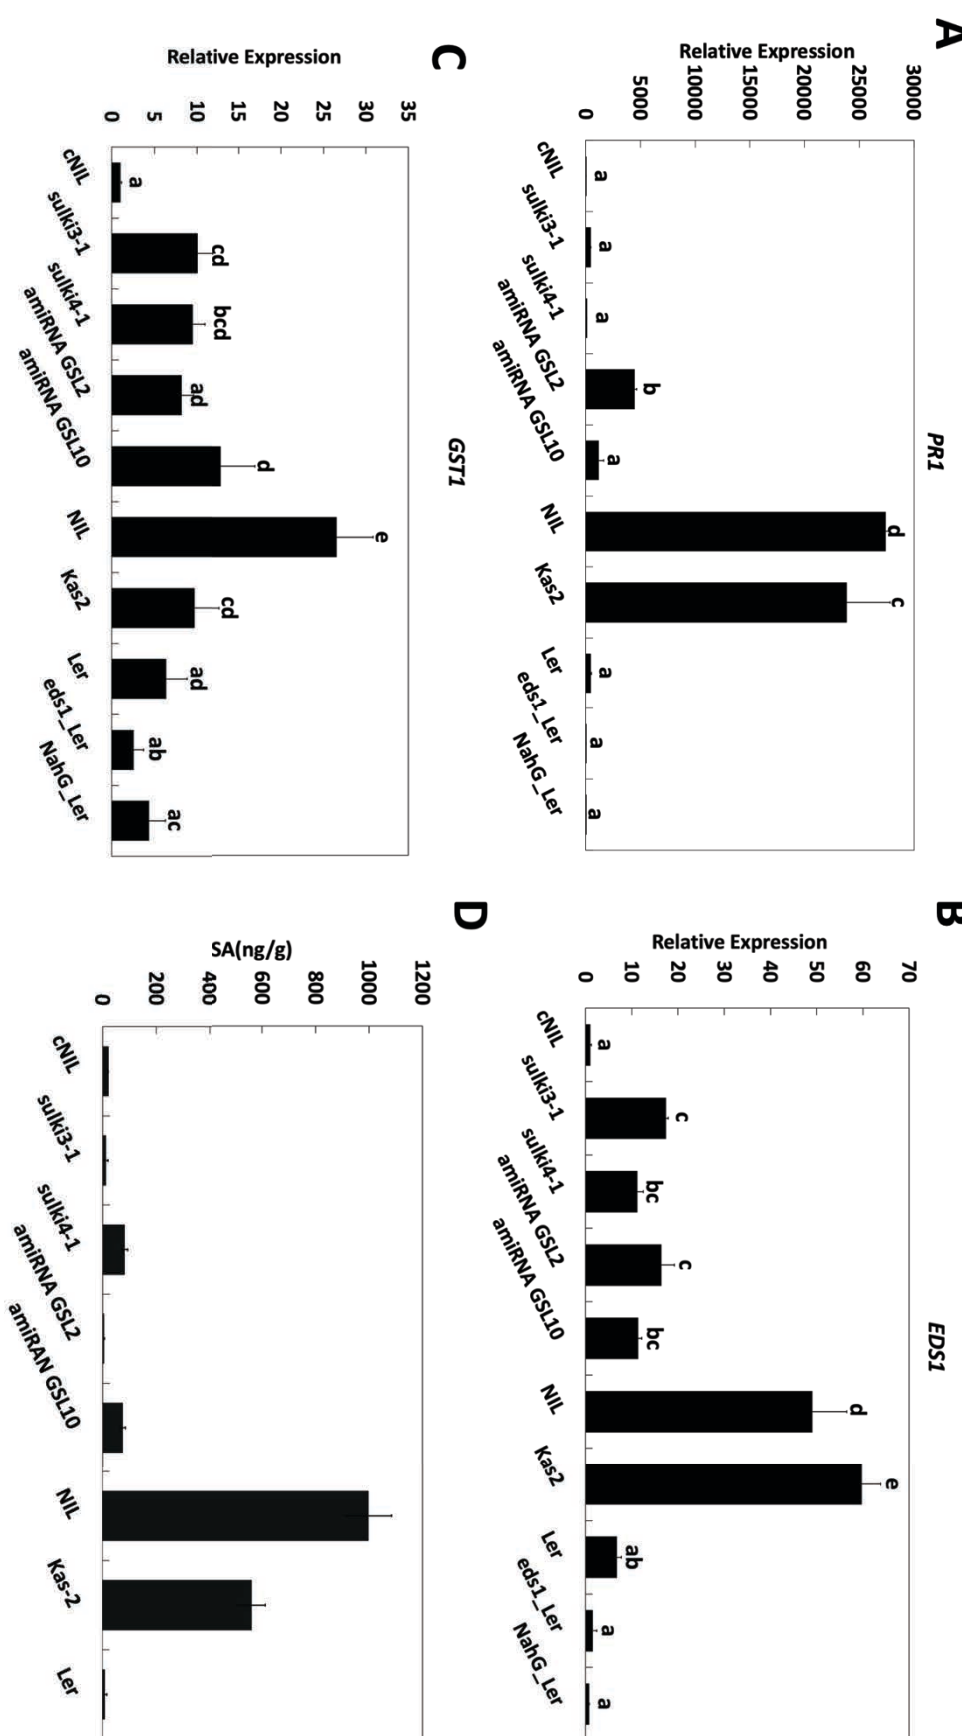 A
PR1
Relative Expression
30000
25000
20000
15000
10000
5000
0
a
a
a
b
a
d
c
a
a
a
cNIL
sulki3-1
sulki4-1
amiRNA GSL2
amiRNA GSL10
NIL
Kas2
Ler
eds1_Ler
NahG_Ler
B
EDS1
Relative Expression
70
60
50
40
30
20
10
0
a
c
bc
c
bc
d
e
ab
a
a
cNIL
sulki3-1
sulki4-1
amiRNA GSL2
amiRNA GSL10
NIL
Kas2
Ler
eds1_Ler
NahG_Ler
C
GST1
Relative Expression
35
30
25
20
15
10
5
0
a
cd
bcd
ad
d
e
cd
ad
ab
ac
cNIL
sulki3-1
sulki4-1
amiRNA GSL2
amiRNA GSL10
NIL
Kas2
Ler
eds1_Ler
NahG_Ler
D
SA(ng/g)
1200
1000
800
600
400
200
0
cNIL
sulki3-1
sulki4-1
amiRNA GSL2
amiRAN GSL10
NIL
Kas-2
Ler